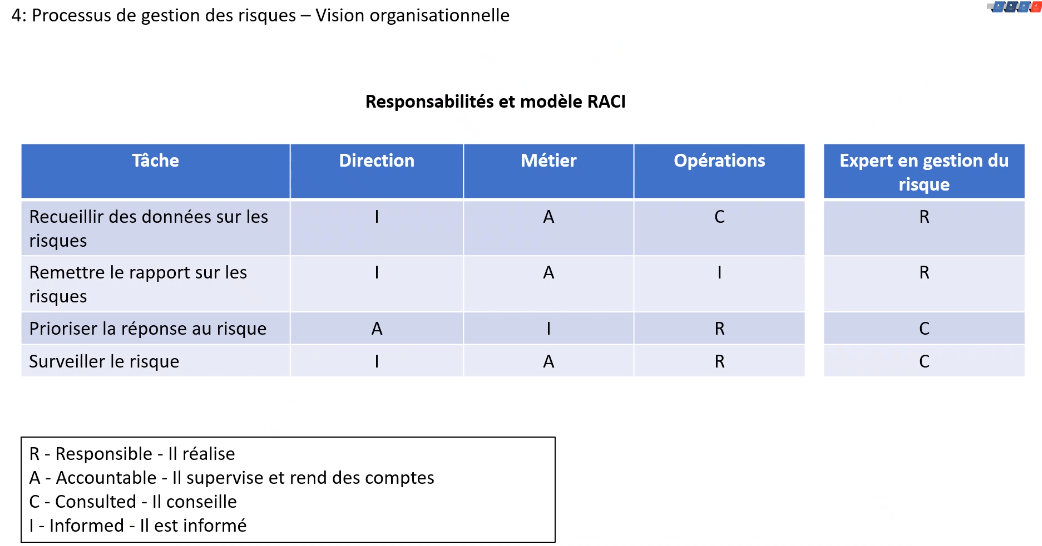 4: Processus de gestion des risques – Vision organisationnelle
Responsabilités et modèle RACI
Tâche Direction Métier Opérations Expert en gestion du
risque
Recueillir des données sur les I A C R
risques
Remettre le rapport sur les I A I R
risques
Prioriser la réponse au risque A I R C
Surveiller le risque I A R C
R - Responsible - Il réalise
A - Accountable - Il supervise et rend des comptes
C - Consulted - Il conseille
I - Informed - Il est informé